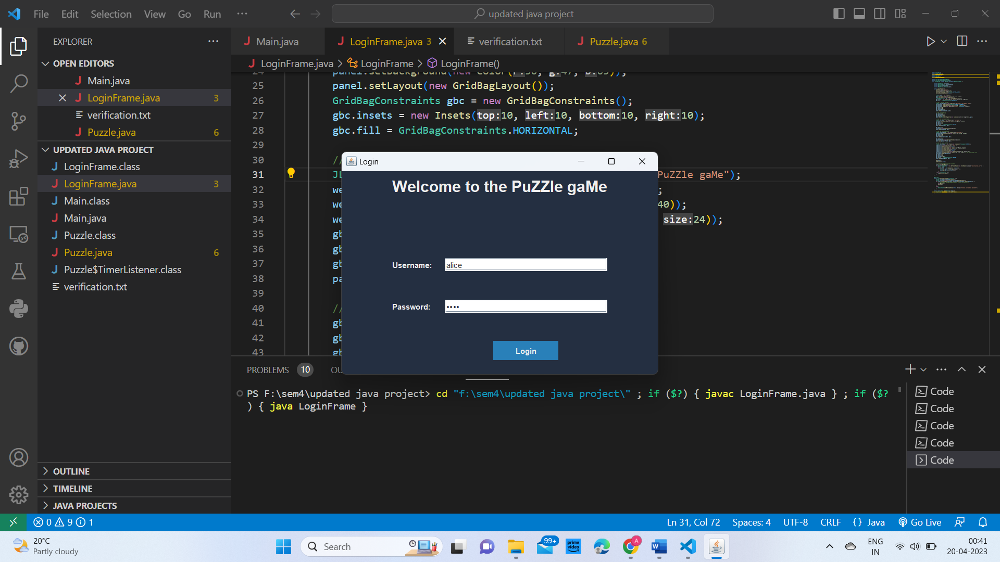 File Edit Selection View Go Run ···
updated java project
EXPLORER ···
OPEN EDITORS
Main.java
LoginFrame.java 3
verification.txt
Puzzle.java 6
UPDATED JAVA PROJECT
LoginFrame.class
LoginFrame.java 3
Main.class
Main.java
Puzzle.class
Puzzle.java 6
Puzzle$TimerListener.class
verification.txt
OUTLINE
TIMELINE
JAVA PROJECTS
Main.java LoginFrame.java 3 verification.txt Puzzle.java 6 ···
LoginFrame.java > LoginFrame > LoginFrame()
25 panel.setLayout(new GridBagLayout());
26 GridBagConstraints gbc = new GridBagConstraints();
27 gbc.insets = new Insets(top:10, left:10, bottom:10, right:10);
28 gbc.fill = GridBagConstraints.HORIZONTAL;
29
30 //
31 JL PuZZle gaMe");
32 we ;
33 we 40));
34 we size:24));
35 gb
36 gb
37 gb
38 pa
39
40 //
41 gb
42 gb
43 gb
Login
Welcome to the PuZZle gaMe
Username: alice
Password: ••••
Login
PROBLEMS 10 OU
PS F:\sem4\updated java project> cd "f:\sem4\updated java project\" ; if ($?) { javac LoginFrame.java } ; if ($?
) { java LoginFrame }
Code
Code
Code
Code
Code
0 9 1 Ln 31, Col 72 Spaces: 4 UTF-8 CRLF {} Java Go Live
20°C
Partly cloudy
Search
99+
prime video
A
W
ENG
IN
00:41
20-04-2023